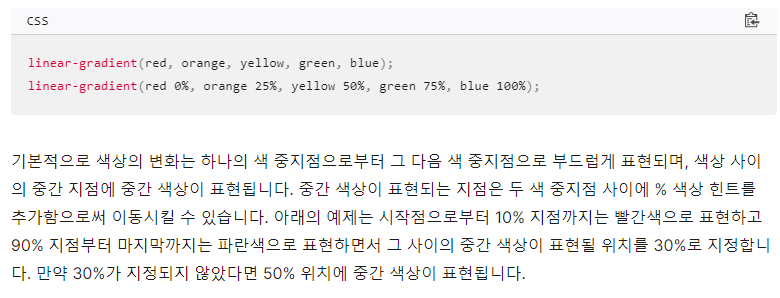 CSS
linear-gradient(red, orange, yellow, green, blue);
linear-gradient(red 0%, orange 25%, yellow 50%, green 75%, blue 100%);
기본적으로 색상의 변화는 하나의 색 중지점으로부터 그 다음 색 중지점으로 부드럽게 표현되며, 색상 사이
의 중간 지점에 중간 색상이 표현됩니다. 중간 색상이 표현되는 지점은 두 색 중지점 사이에 % 색상 힌트를
추가함으로써 이동시킬 수 있습니다. 아래의 예제는 시작점으로부터 10% 지점까지는 빨간색으로 표현하고
90% 지점부터 마지막까지는 파란색으로 표현하면서 그 사이의 중간 색상이 표현될 위치를 30%로 지정합니
다. 만약 30%가 지정되지 않았다면 50% 위치에 중간 색상이 표현됩니다.